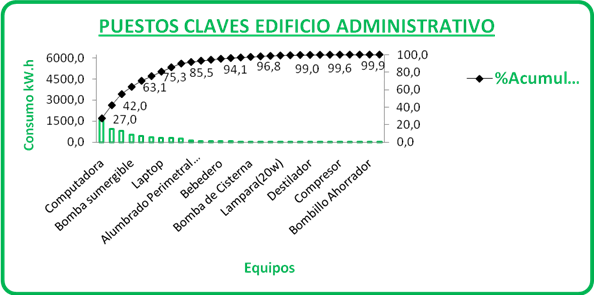 PUESTOS CLAVES EDIFICIO ADMINISTRATIVO
Consumo kW.h
6000,0
4500,0
3000,0
1500,0
0,0
100,0
80,0
60,0
40,0
20,0
0,0
27,0
42,0
63,1
75,3
85,5
94,1
96,8
99,0
99,6
99,9
%Acumul...
Computadora
Bomba sumergible
Laptop
Alumbrado Perimetral...
Bebedero
Bomba de Cisterna
Lampara(20w)
Destilador
Compresor
Bombillo Ahorrador
Equipos